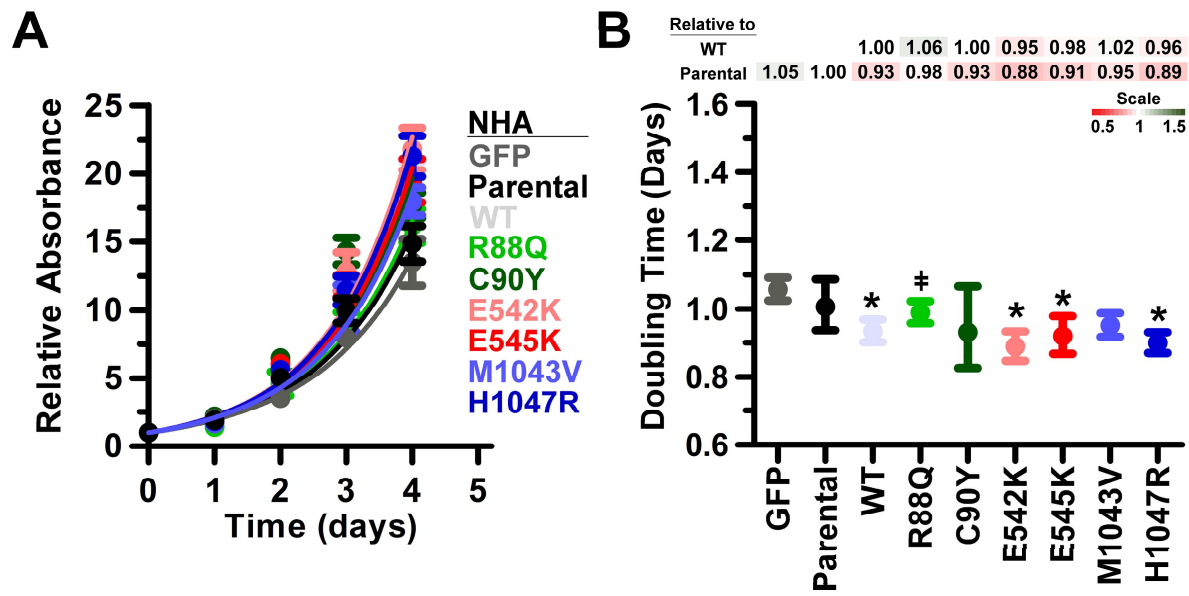 A
Relative Absorbance
25
20
15
10
5
0
0 1 2 3 4 5
Time (days)
NHA
GFP
Parental
WT
R88Q
C90Y
E542K
E545K
M1043V
H1047R
B
Relative to
WT 1.00 1.06 1.00 0.95 0.98 1.02 0.96
Parental 1.05 1.00 0.93 0.98 0.93 0.88 0.91 0.95 0.89
Scale
0.5 1 1.5
Doubling Time (Days)
1.6
1.4
1.2
1.0
0.8
0.6
* ‡ * * *
GFP
Parental
WT
R88Q
C90Y
E542K
E545K
M1043V
H1047R